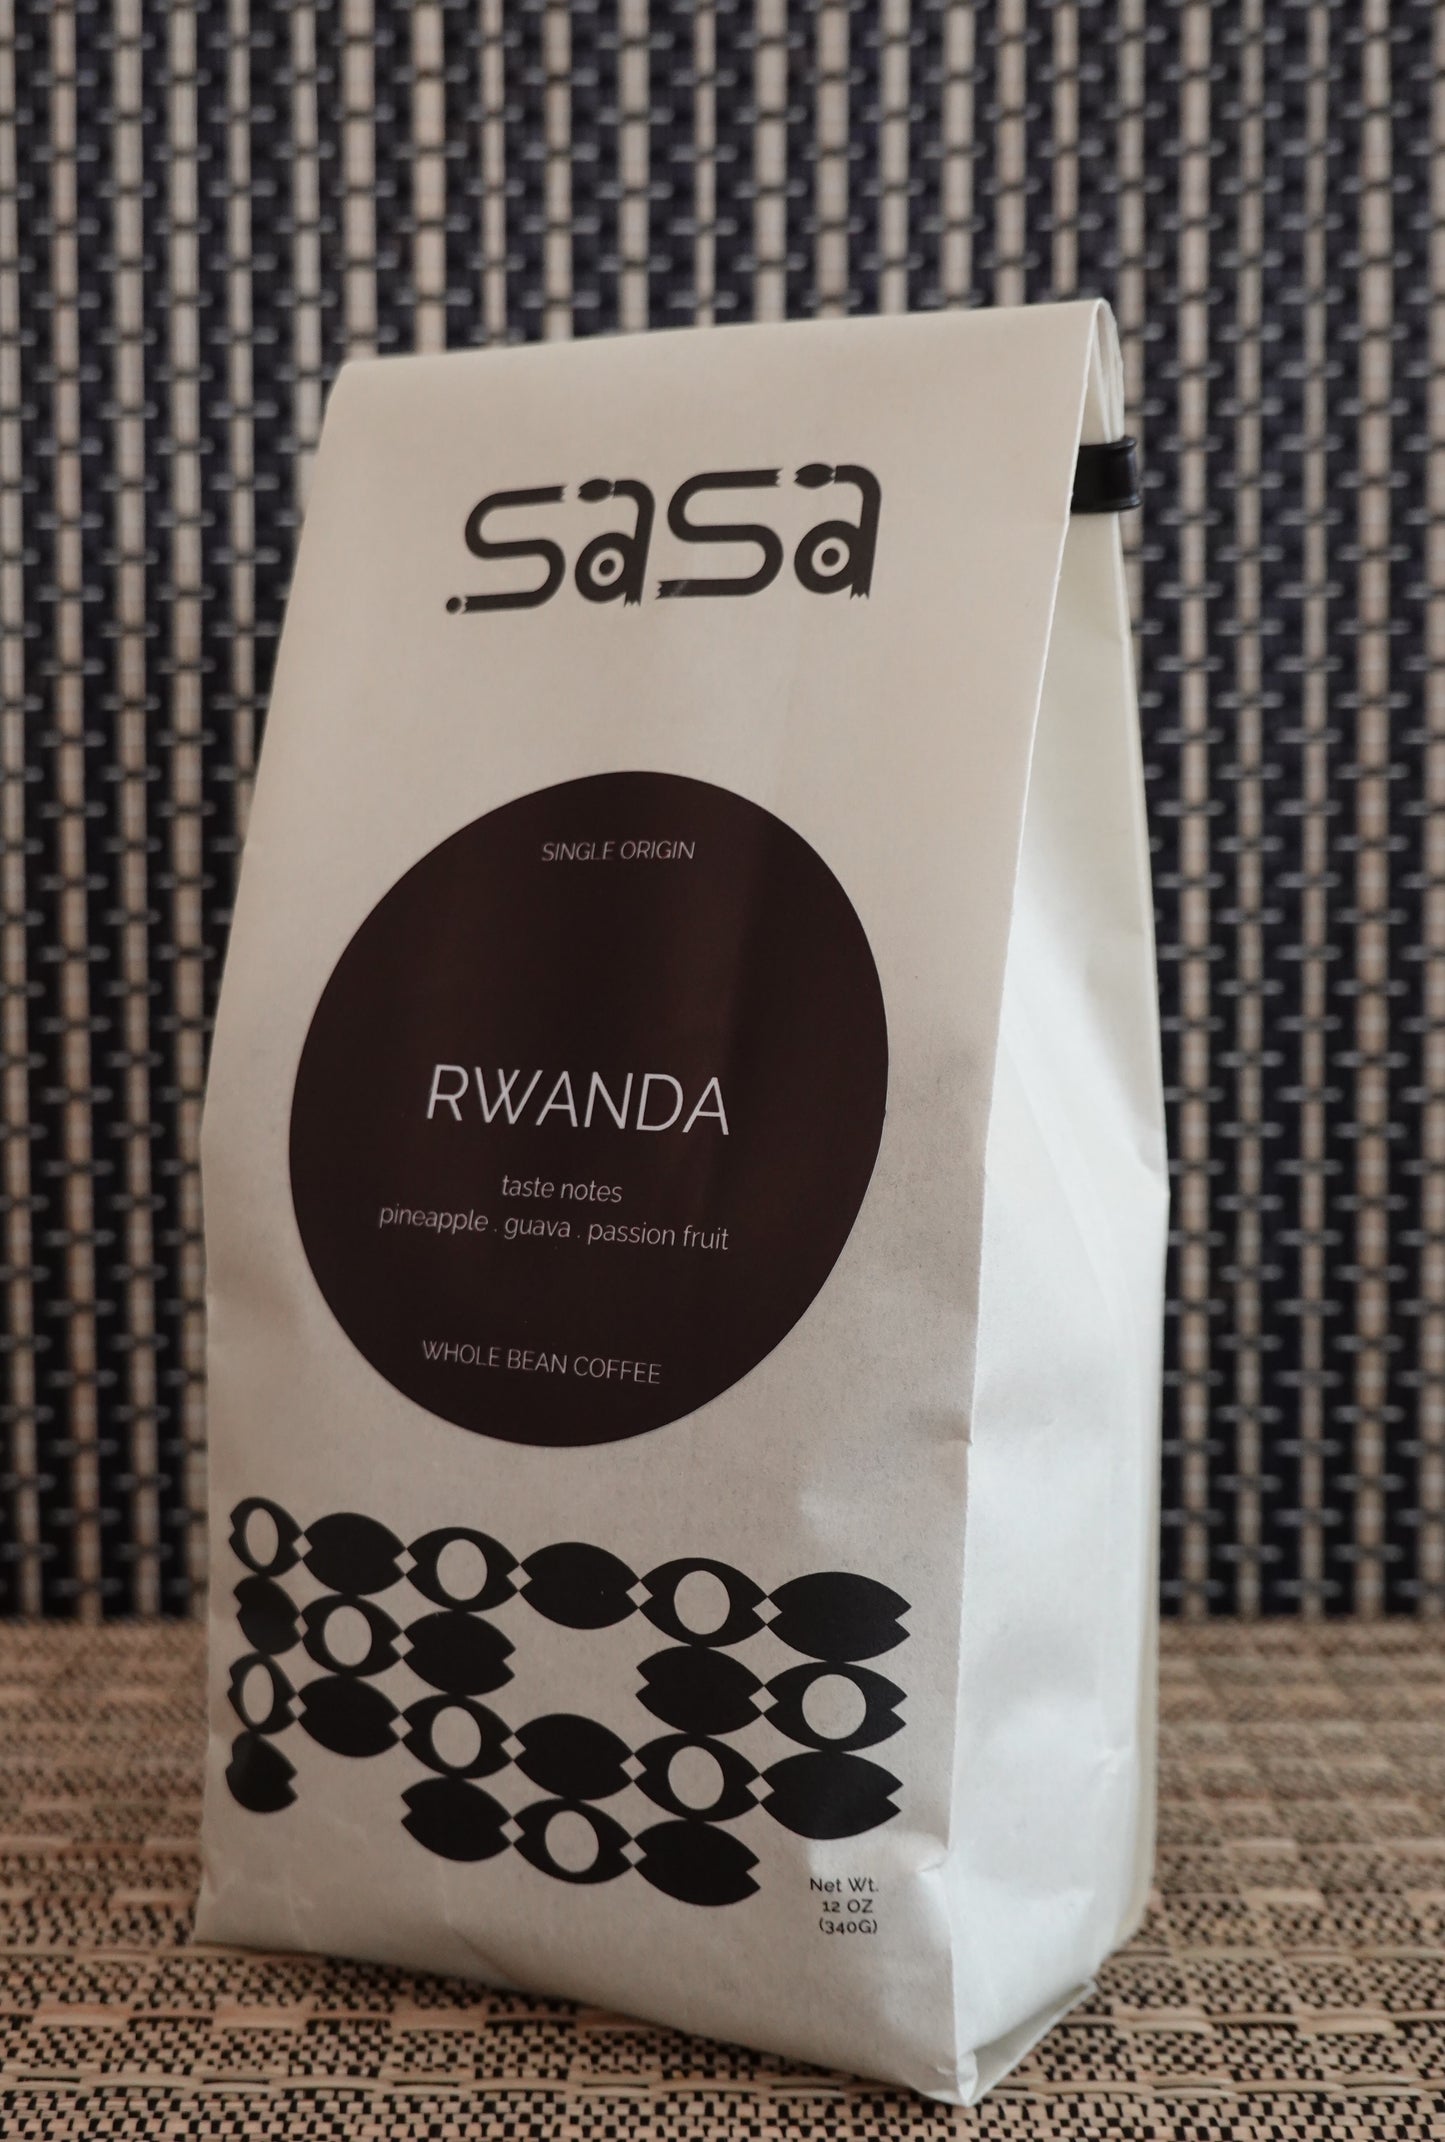 sasa
SINGLE ORIGIN
RWANDA
taste notes
pineapple . guava . passion fruit
WHOLE BEAN COFFEE
Net Wt.
12 OZ
(340G)